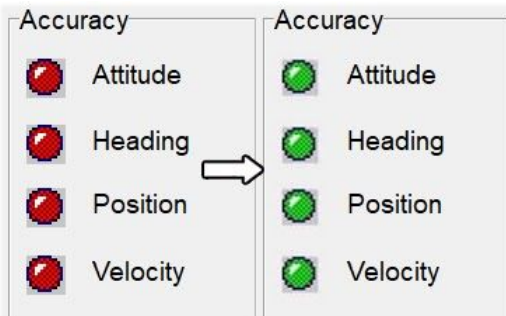 Accuracy
Attitude
Heading
Position
Velocity
Accuracy
Attitude
Heading
Position
Velocity